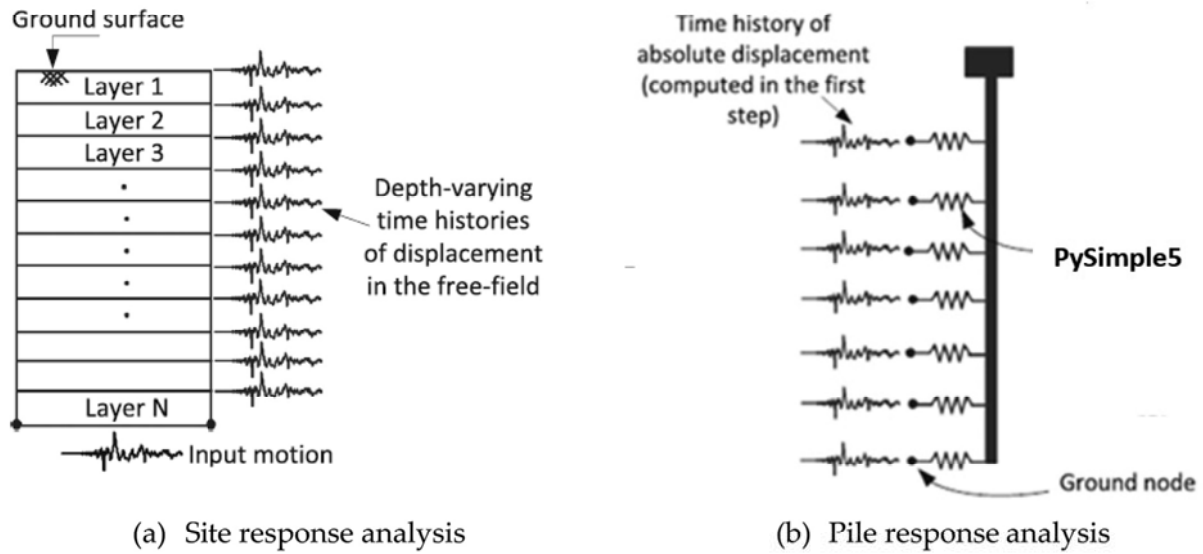 Ground surface
Layer 1
Layer 2
Layer 3
Layer N
Input motion
Depth-varying
time histories
of displacement
in the free-field
(a) Site response analysis
Time history of
absolute displacement
(computed in the first
step)
PySimple5
Ground node
(b) Pile response analysis